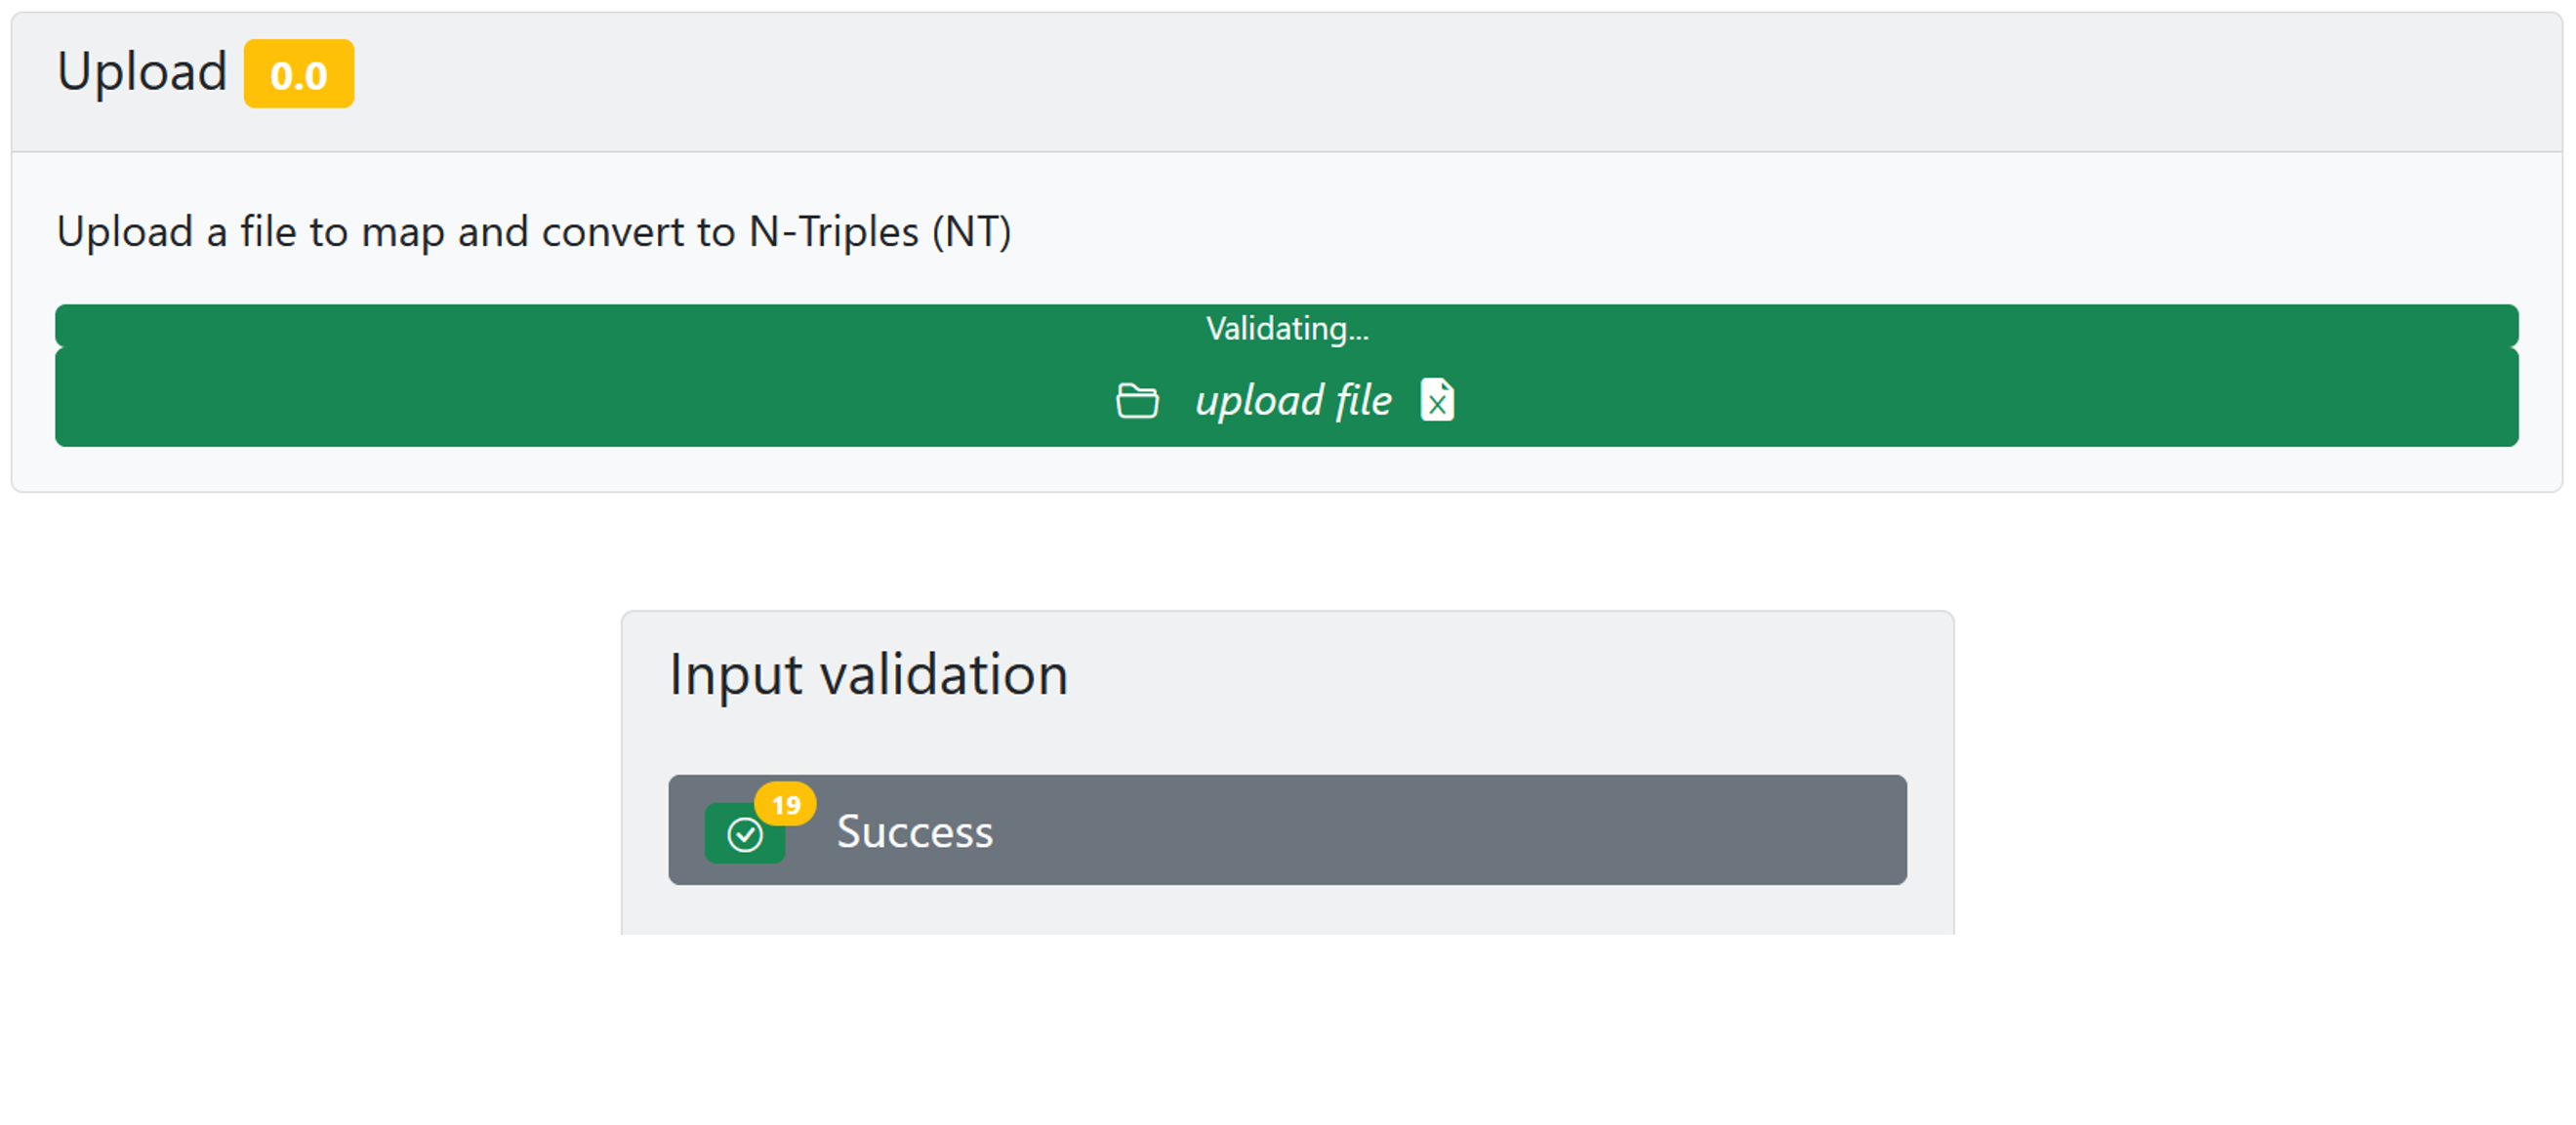 Upload 0.0
Upload a file to map and convert to N-Triples (NT)
Validating...
upload file
Input validation
19 Success